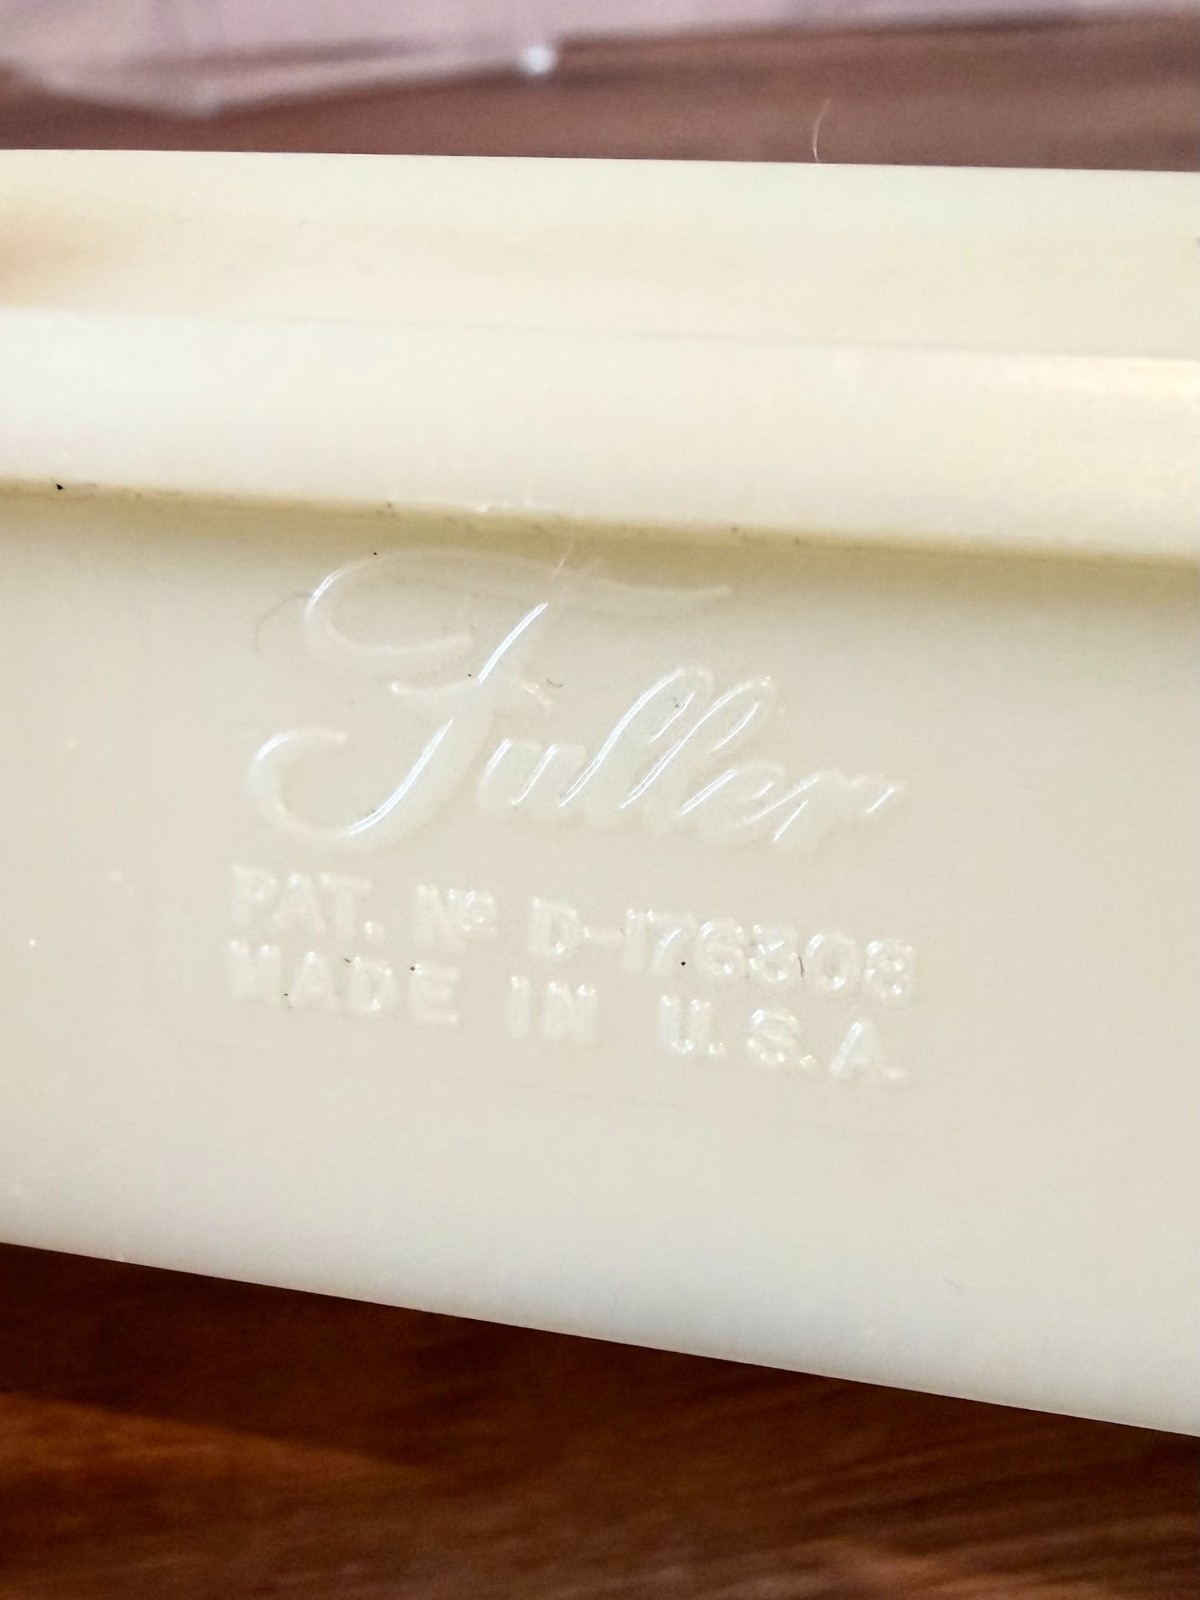 Fuller
PAT. Nº D-176308
MADE IN U.S.A.